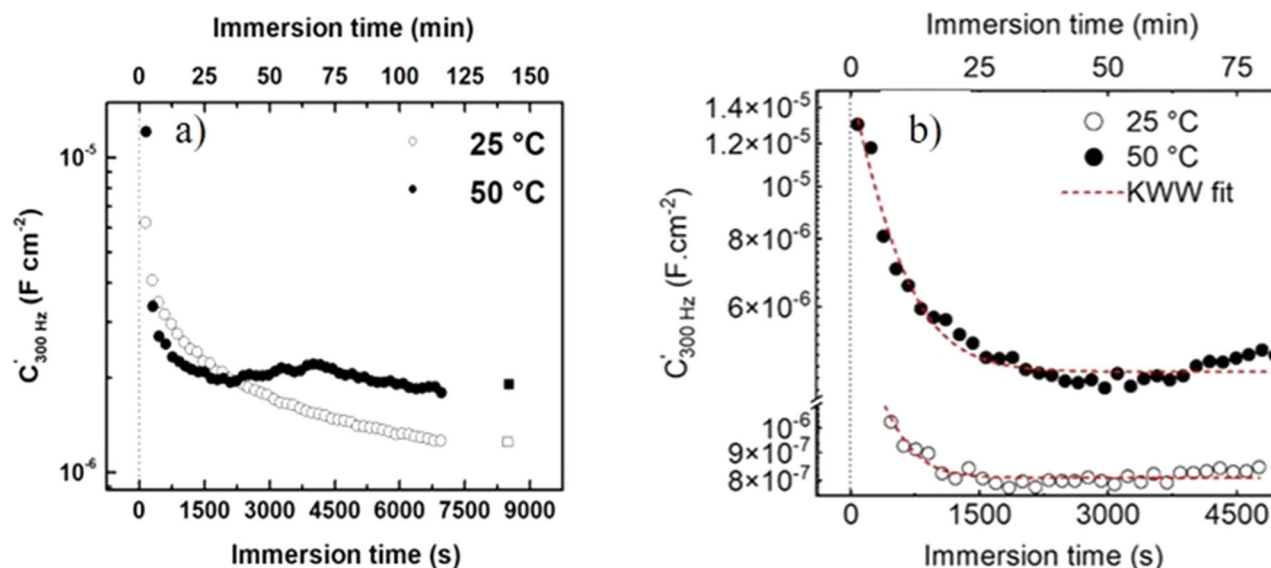 Immersion time (min)
0 25 50 75 100 125 150
a)
25 °C
50 °C
10⁻⁵
10⁻⁶
C'300 Hz (F cm⁻²)
0 1500 3000 4500 6000 7500 9000
Immersion time (s)
Immersion time (min)
0 25 50 75
b)
25 °C
50 °C
KWW fit
1.4×10⁻⁵
1.2×10⁻⁵
10⁻⁵
8×10⁻⁶
6×10⁻⁶
10⁻⁶
9×10⁻⁷
8×10⁻⁷
C'300 Hz (F.cm⁻²)
0 1500 3000 4500
Immersion time (s)